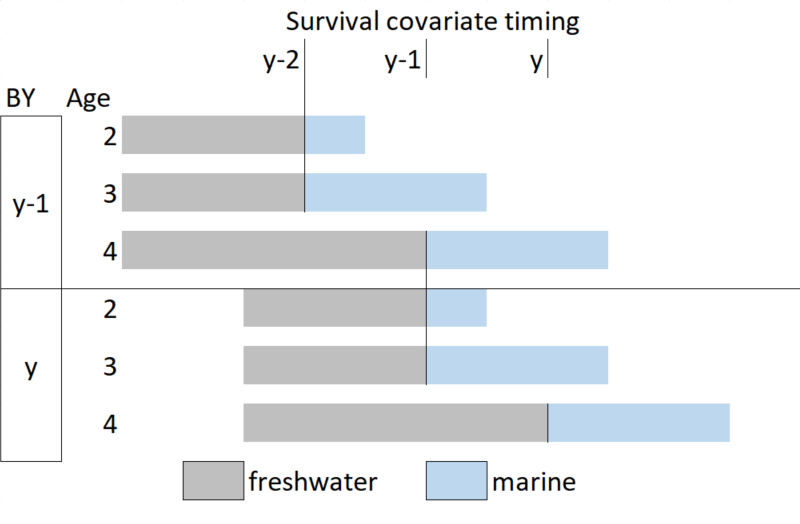 Survival covariate timing
y-2 y-1 y
BY Age
2
3
y-1
4
2
3
y
4
freshwater marine